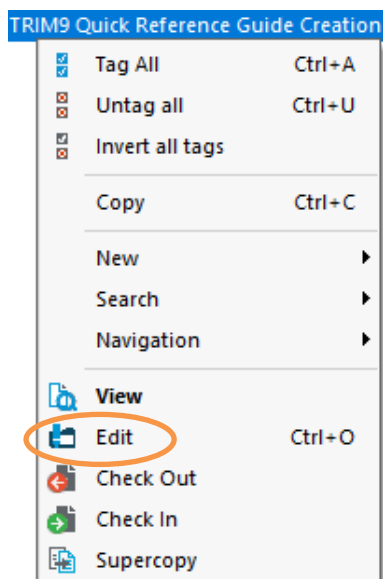 TRIM9 Quick Reference Guide Creation
Tag All Ctrl+A
Untag all Ctrl+U
Invert all tags
Copy Ctrl+C
New
Search
Navigation
View
Edit Ctrl+O
Check Out
Check In
Supercopy